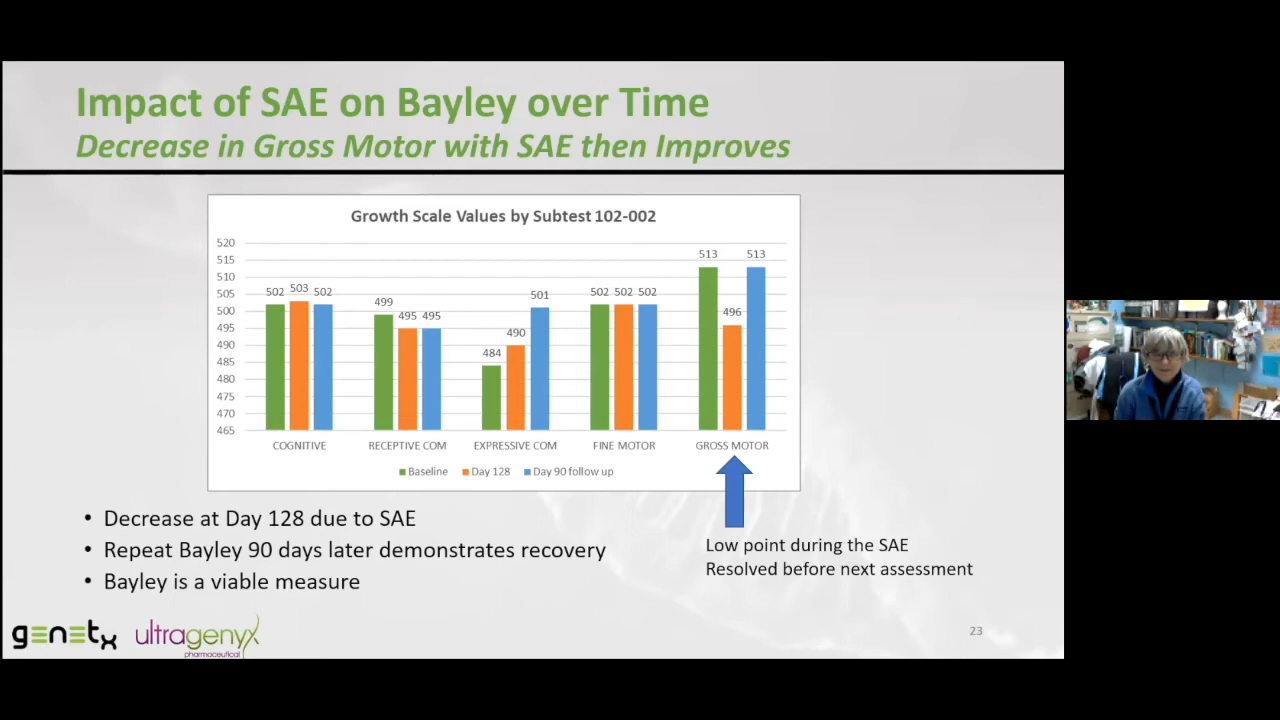 Impact of SAE on Bayley over Time
Decrease in Gross Motor with SAE then Improves
Growth Scale Values by Subtest 102-002
520
515
510
505
500
495
490
485
480
475
470
465
502 503 502
499 495 495
484 490 501
502 502 502
513 496 513
COGNITIVE RECEPTIVE COM EXPRESSIVE COM FINE MOTOR GROSS MOTOR
Baseline Day 128 Day 90 follow up
• Decrease at Day 128 due to SAE
• Repeat Bayley 90 days later demonstrates recovery
• Bayley is a viable measure
Low point during the SAE
Resolved before next assessment
genetx ultragenyx
pharmaceutical
23